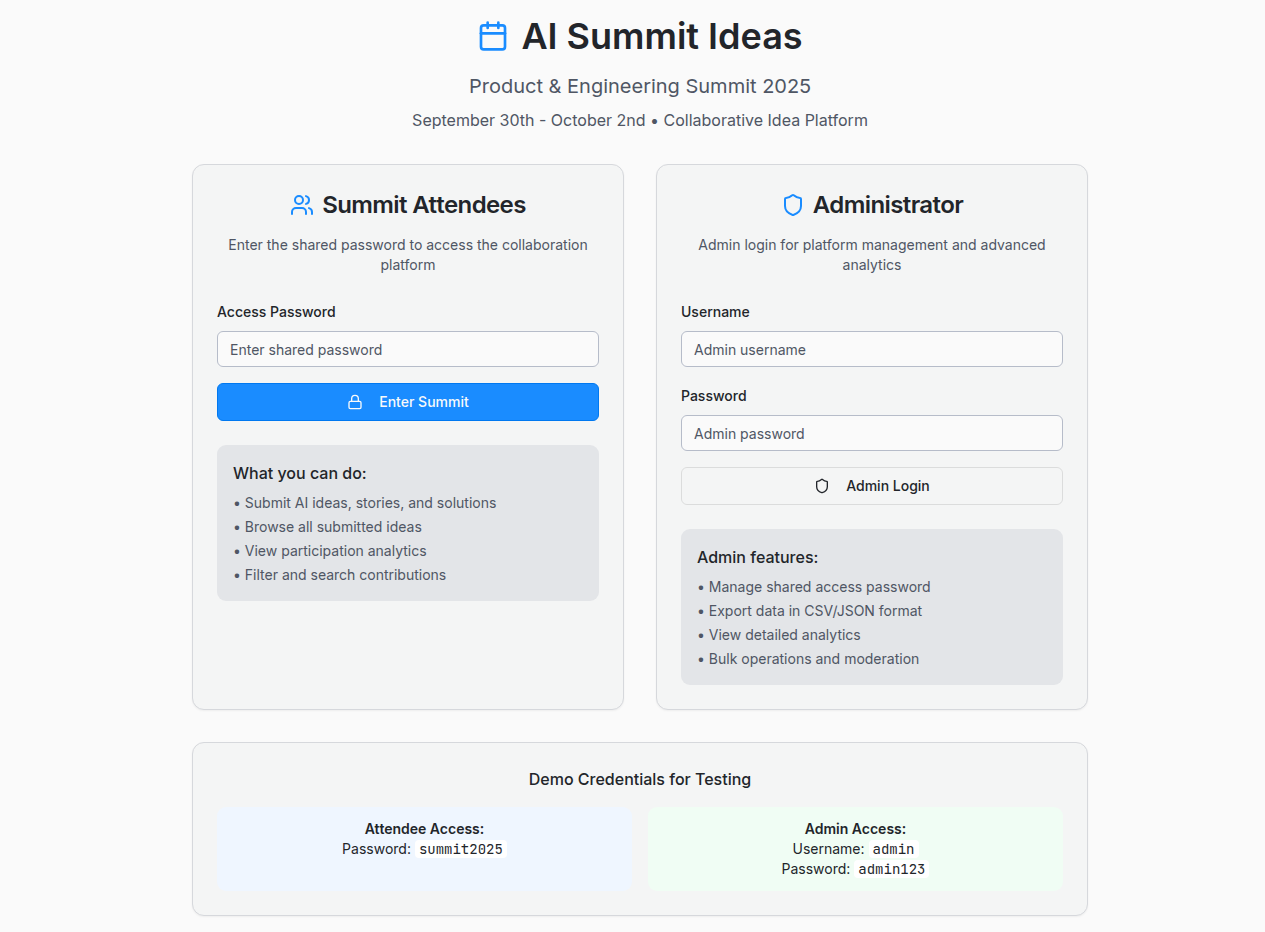 AI Summit Ideas
Product & Engineering Summit 2025
September 30th - October 2nd • Collaborative Idea Platform
Summit Attendees
Enter the shared password to access the collaboration
platform
Access Password
Enter shared password
Enter Summit
What you can do:
• Submit AI ideas, stories, and solutions
• Browse all submitted ideas
• View participation analytics
• Filter and search contributions
Administrator
Admin login for platform management and advanced
analytics
Username
Admin username
Password
Admin password
Admin Login
Admin features:
• Manage shared access password
• Export data in CSV/JSON format
• View detailed analytics
• Bulk operations and moderation
Demo Credentials for Testing
Attendee Access:
Password: summit2025
Admin Access:
Username: admin
Password: admin123